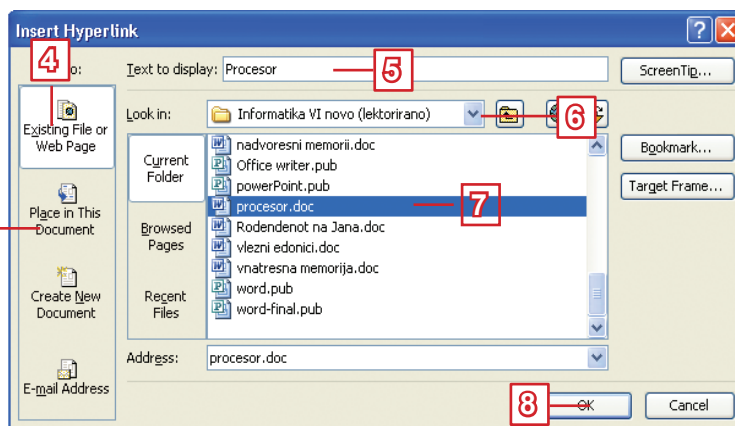 Insert Hyperlink
4
o:
Text to display: Procesor
5
ScreenTip...
Existing File or
Web Page
Look in:
Informatika VI novo (lektorirano)
6
Current
Folder
nadvoresni memorii.doc
Office writer.pub
powerPoint.pub
procesor.doc
7
Rodendenot na Jana.doc
vlezni edonici.doc
vnatresna memorija.doc
word.pub
word-final.pub
Bookmark...
Target Frame...
Place in This
Document
Browsed
Pages
Create New
Document
Recent
Files
Address:
procesor.doc
E-mail Address
8
OK
Cancel